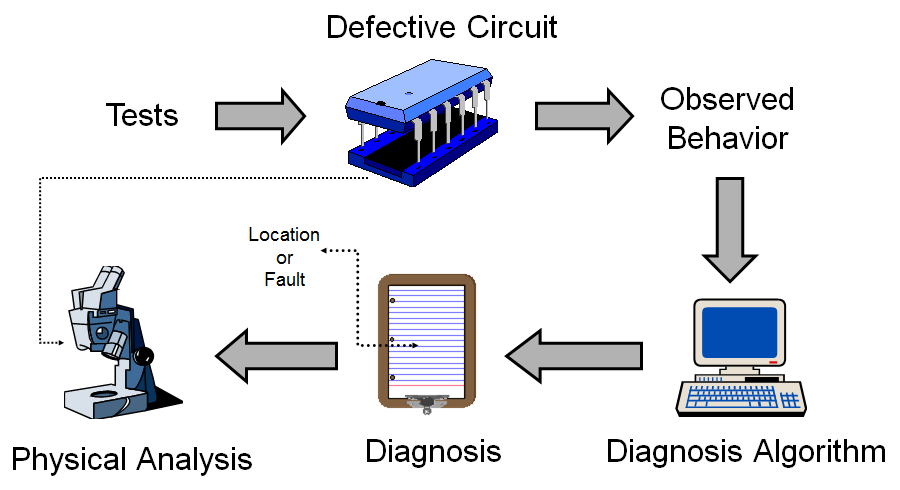 Defective Circuit
Tests
Observed
Behavior
Location
or
Fault
Physical Analysis
Diagnosis
Diagnosis Algorithm